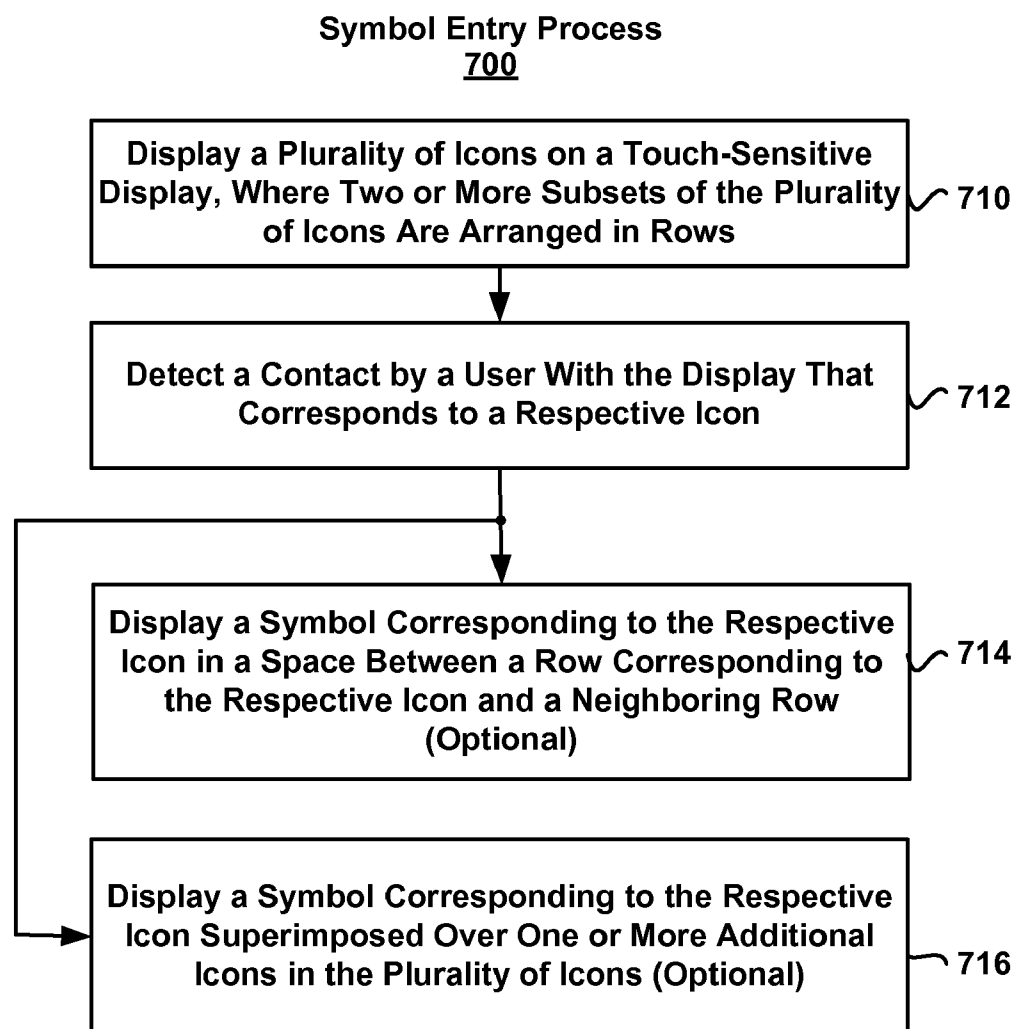 Symbol Entry Process
700
Display a Plurality of Icons on a Touch-Sensitive
Display, Where Two or More Subsets of the Plurality
of Icons Are Arranged in Rows
710
Detect a Contact by a User With the Display That
Corresponds to a Respective Icon
712
Display a Symbol Corresponding to the Respective
Icon in a Space Between a Row Corresponding to
the Respective Icon and a Neighboring Row
(Optional)
714
Display a Symbol Corresponding to the Respective
Icon Superimposed Over One or More Additional
Icons in the Plurality of Icons (Optional)
716